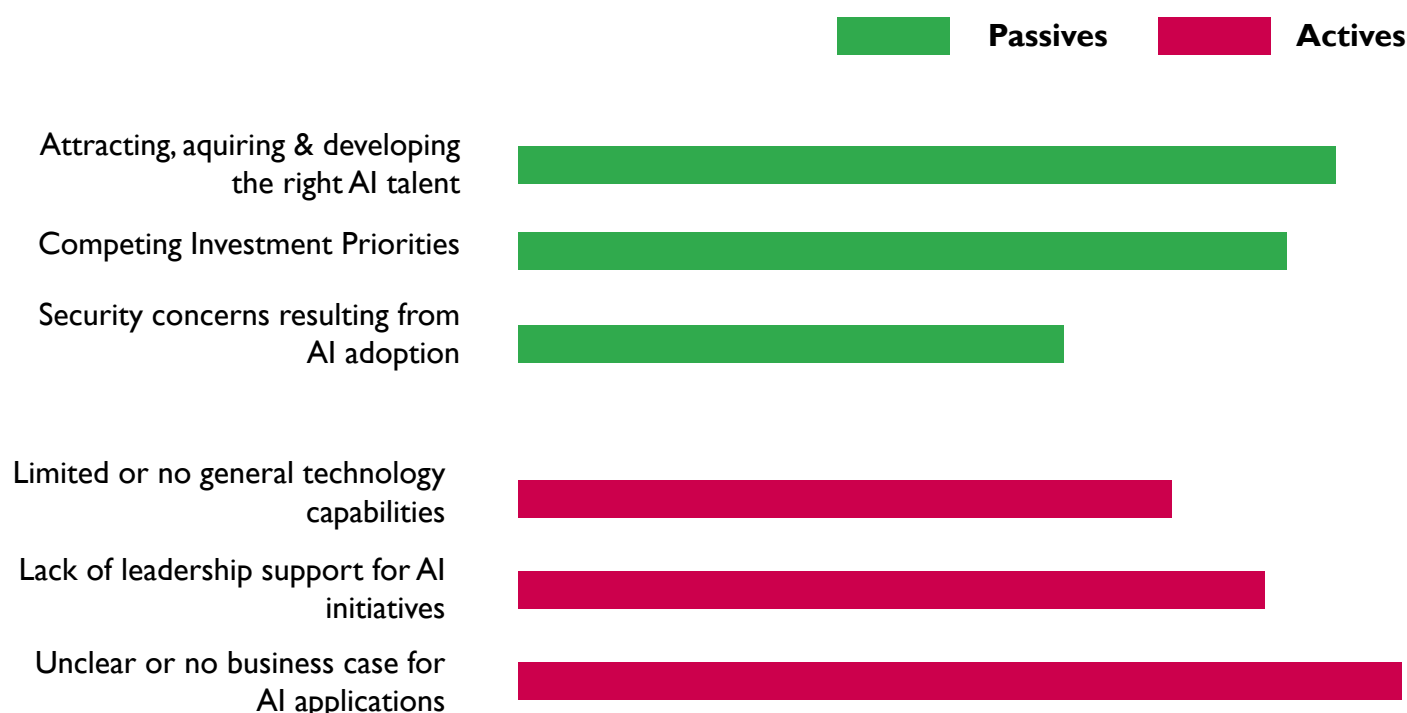 Passives
Actives
Attracting, aquiring & developing
the right AI talent
Competing Investment Priorities
Security concerns resulting from
AI adoption
Limited or no general technology
capabilities
Lack of leadership support for AI
initiatives
Unclear or no business case for
AI applications